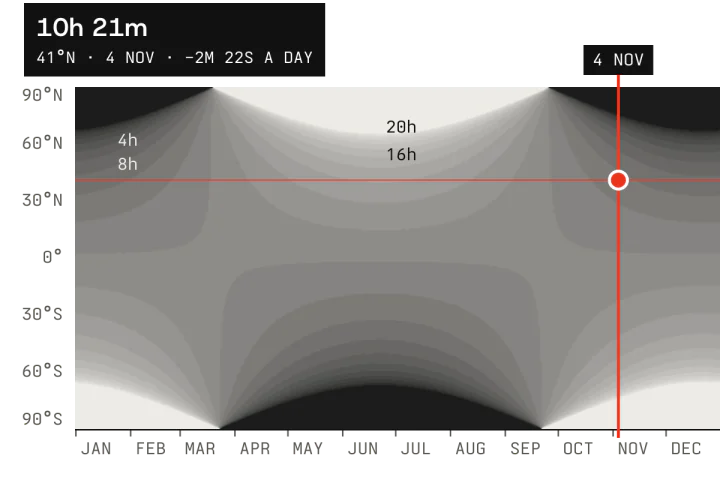 10h 21m
41°N · 4 NOV · −2M 22S A DAY
4 NOV
90°N
60°N
30°N
0°
30°S
60°S
90°S
4h
8h
20h
16h
JAN FEB MAR APR MAY JUN JUL AUG SEP OCT NOV DEC